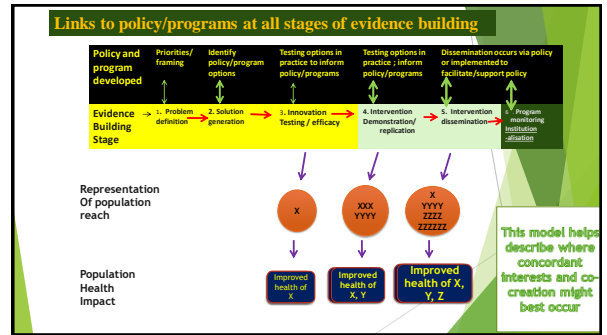 Links to policy/programs at all stages of evidence building
Policy and
program
developed
Priorities/
framing
Identify
policy/program
options
Testing options in
practice to inform
policy/programs
Testing options in
practice ; inform
policy/programs
Dissemination occurs via policy
or implemented to
facilitate/support policy
Evidence
Building
Stage
1. Problem
definition
2. Solution
generation
3. Innovation
Testing / efficacy
4. Intervention
Demonstration/
replication
5. Intervention
dissemination
6. Program
monitoring
Institution
-alisation
Representation
Of population
reach
X
XXX
YYYY
X
YYYY
ZZZZ
ZZZZZZ
Population
Health
Impact
Improved
health of
X
Improved
health of
X, Y
Improved
health of X,
Y, Z
This model helps
describe where
concordant
interests and co-
creation might
best occur